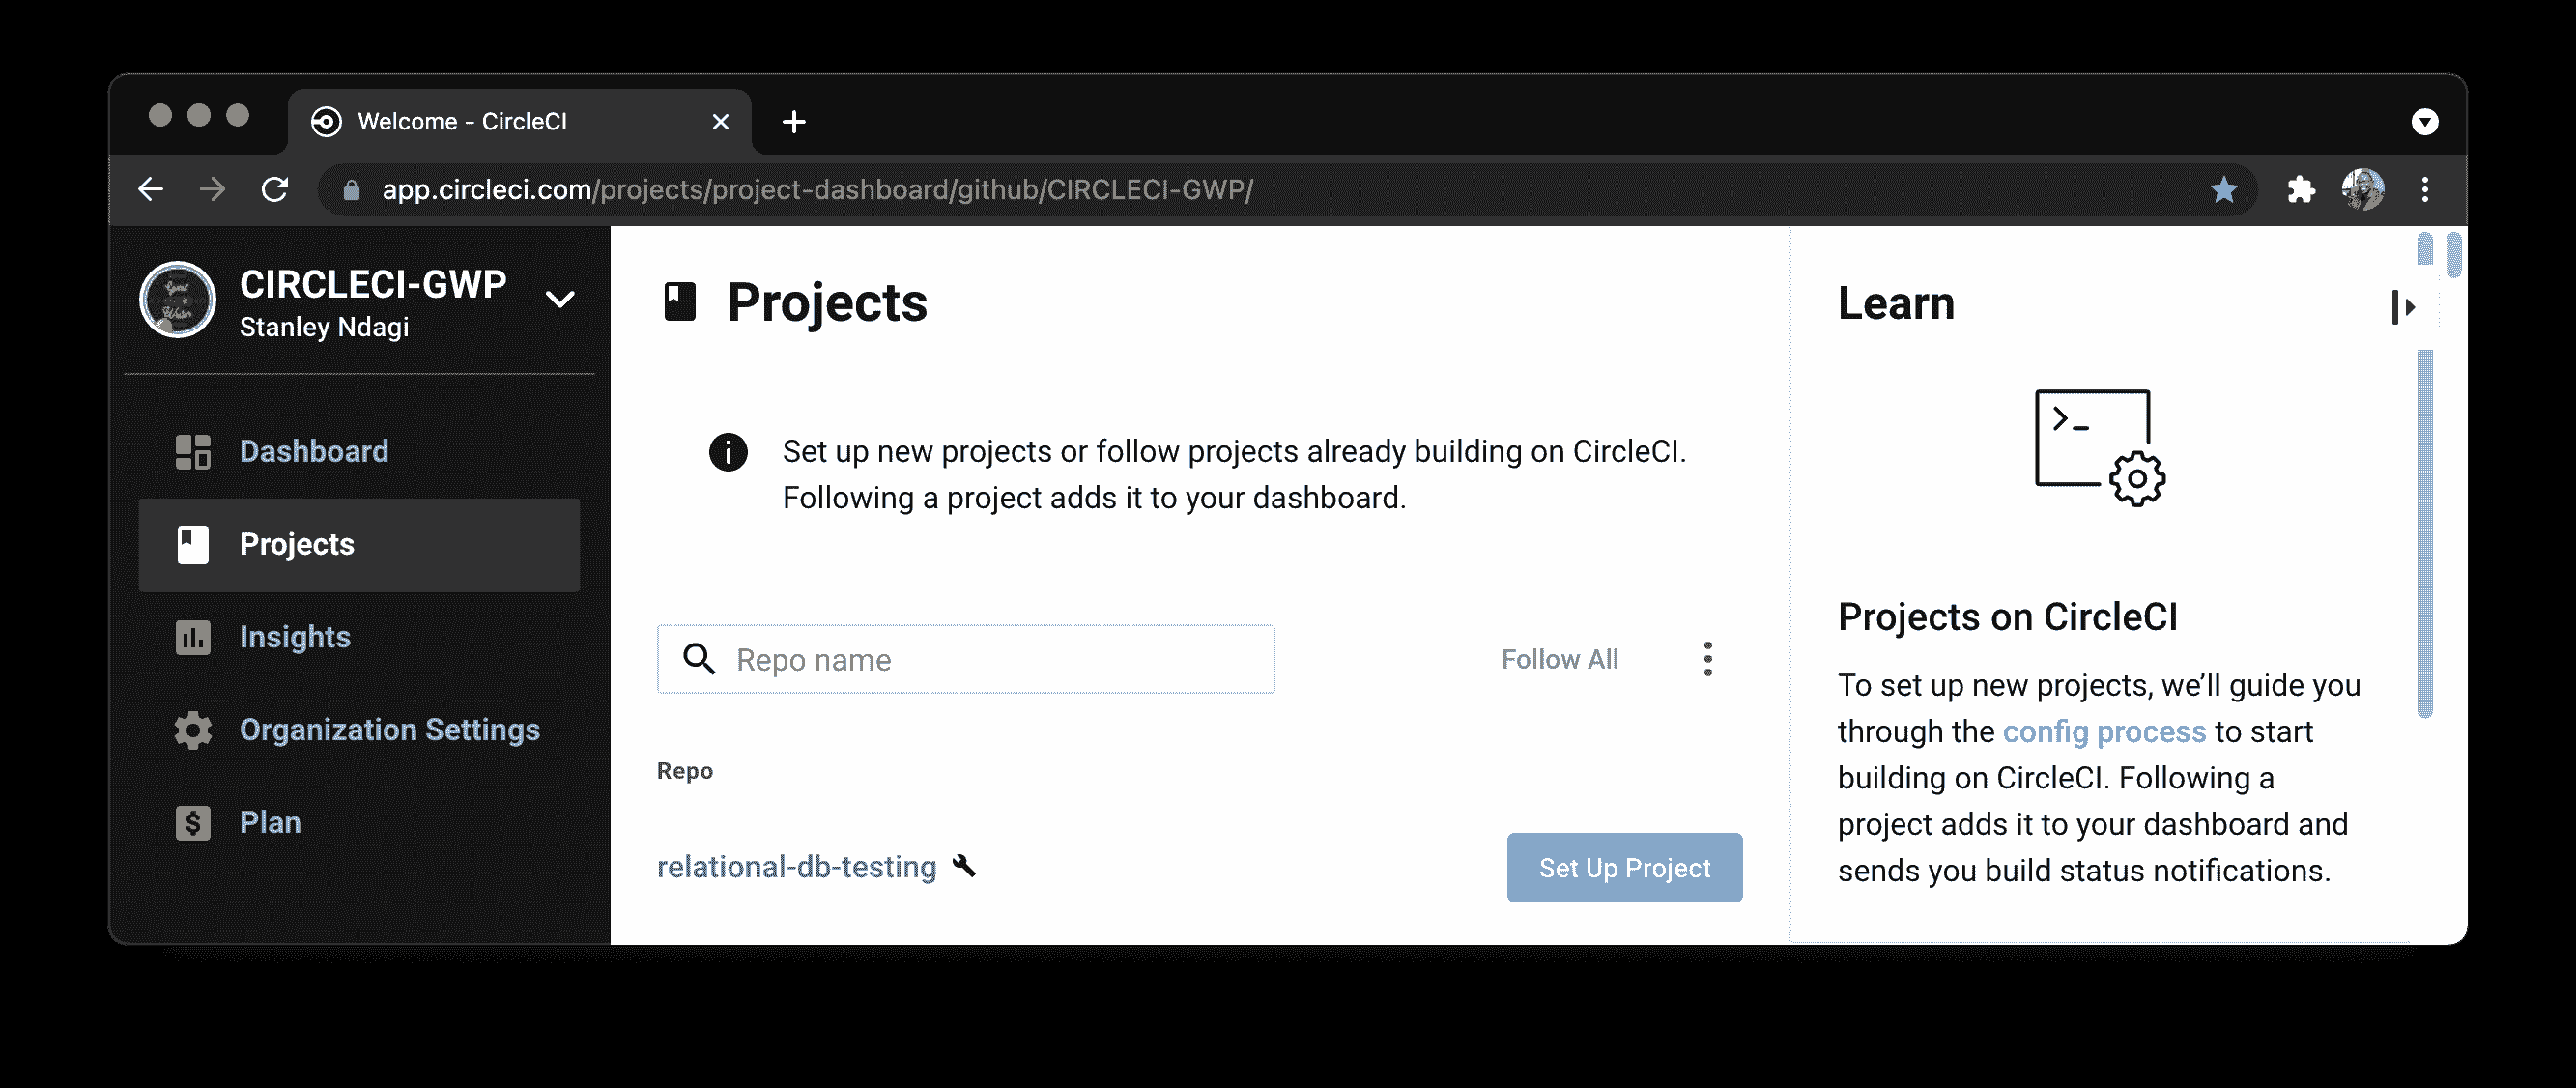 Welcome - CircleCI
app.circleci.com/projects/project-dashboard/github/CIRCLECI-GWP/
CIRCLECI-GWP
Stanley Ndagi
Dashboard
Projects
Insights
Organization Settings
Plan
Projects
Set up new projects or follow projects already building on CircleCI.
Following a project adds it to your dashboard.
Repo name
Follow All
Repo
relational-db-testing
Set Up Project
Learn
>_
Projects on CircleCI
To set up new projects, we’ll guide you
through the config process to start
building on CircleCI. Following a
project adds it to your dashboard and
sends you build status notifications.